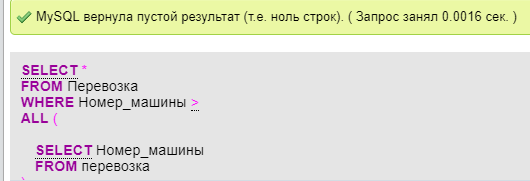 MySQL вернула пустой результат (т.е. ноль строк). ( Запрос занял 0.0016 сек. )
SELECT *
FROM Перевозка
WHERE Номер_машины >
ALL (
SELECT Номер_машины
FROM перевозка